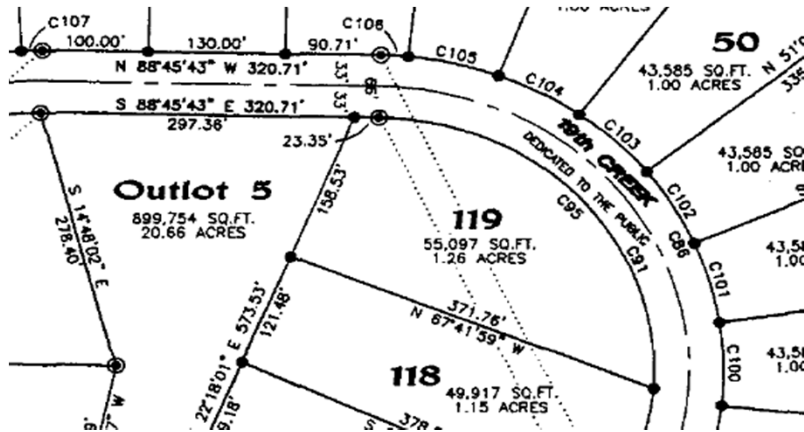 C107
100.00'
130.00'
90.71'
C106
C105
C104
C103
C102
C101
C100
1.00 ACRES
50
43,585 SQ.FT.
1.00 ACRES
N 88°45'43" W 320.71'
33'
66'
33'
S 88°45'43" E 320.71'
297.36'
23.35'
19th CREEK
DEDICATED TO THE PUBLIC
C95
C91
C86
43,585 SQ
1.00 ACR
Outlot 5
899,754 SQ.FT.
20.66 ACRES
S 14°48'02" E
278.40'
158.53'
119
55,097 SQ.FT.
1.26 ACRES
371.76'
N 67°41'59" W
22°18'01" E 573.53'
121.48'
118
49,917 SQ.FT.
1.15 ACRES